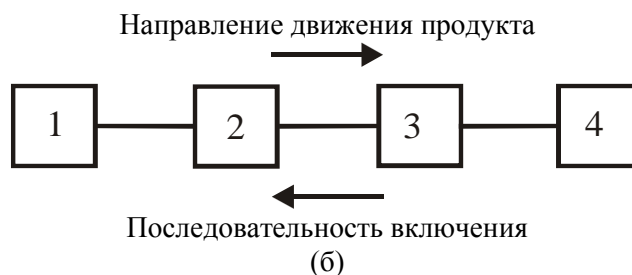 Направление движения продукта
1 2 3 4
Последовательность включения
(б)